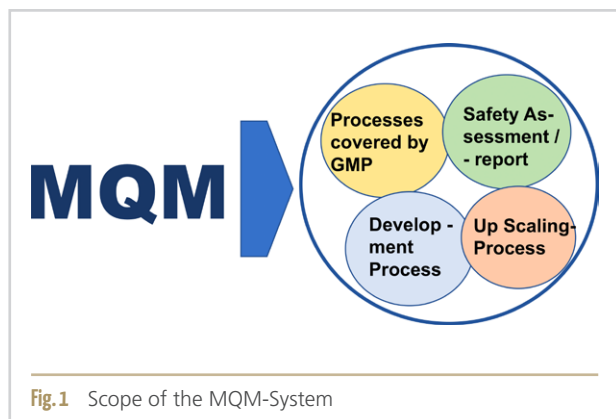 MQM
Processes
covered by
GMP
Safety As-
sessment /
- report
Develop -
ment
Process
Up Scaling-
Process
Fig. 1 Scope of the MQM-System